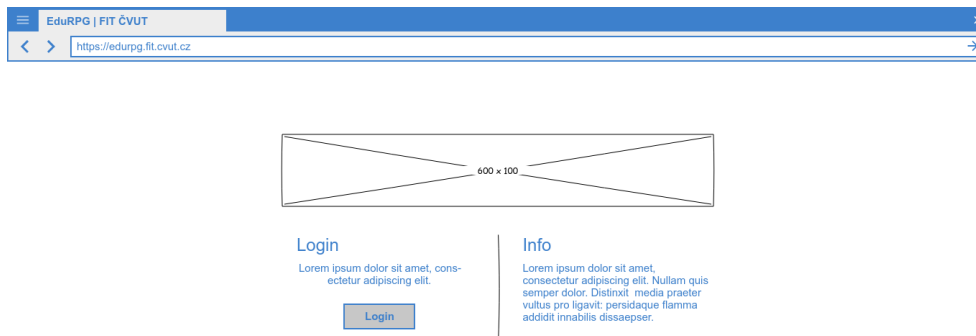 EduRPG | FIT ČVUT
https://edurpg.fit.cvut.cz
600 x 100
Login
Lorem ipsum dolor sit amet, cons-
ectetur adipiscing elit.
Login
Info
Lorem ipsum dolor sit amet,
consectetur adipiscing elit. Nullam quis
semper dolor. Distinxit  media praeter
vultus pro ligavit: persidaque flamma
addidit innabilis dissaepser.